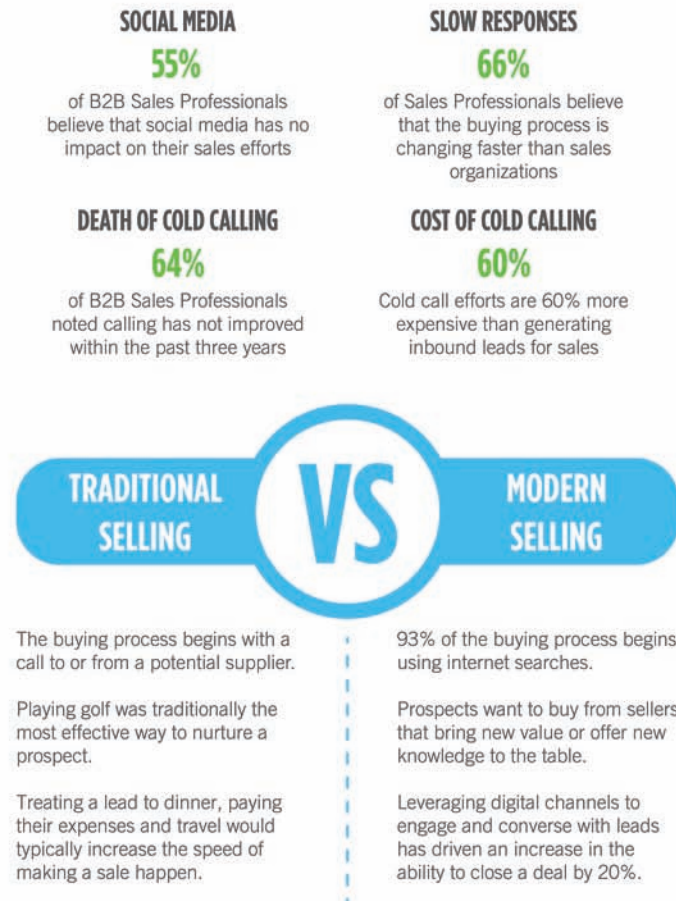 SOCIAL MEDIA
55%
of B2B Sales Professionals
believe that social media has no
impact on their sales efforts
SLOW RESPONSES
66%
of Sales Professionals believe
that the buying process is
changing faster than sales
organizations
DEATH OF COLD CALLING
64%
of B2B Sales Professionals
noted calling has not improved
within the past three years
COST OF COLD CALLING
60%
Cold call efforts are 60% more
expensive than generating
inbound leads for sales
TRADITIONAL
SELLING
VS
MODERN
SELLING
The buying process begins with a
call to or from a potential supplier.
Playing golf was traditionally the
most effective way to nurture a
prospect.
Treating a lead to dinner, paying
their expenses and travel would
typically increase the speed of
making a sale happen.
93% of the buying process begins
using internet searches.
Prospects want to buy from sellers
that bring new value or offer new
knowledge to the table.
Leveraging digital channels to
engage and converse with leads
has driven an increase in the
ability to close a deal by 20%.